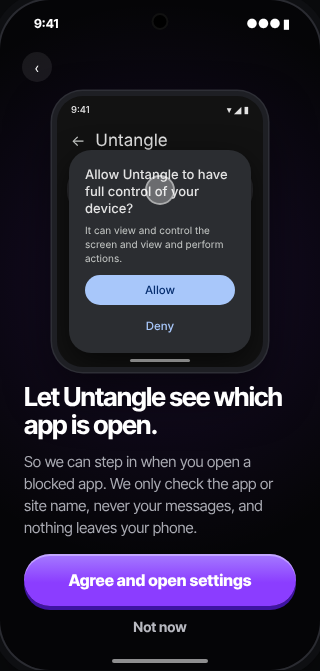 9:41
‹
9:41
← Untangle
Allow Untangle to have
full control of your
device?
It can view and control the
screen and view and perform
actions.
Allow
Deny
Let Untangle see which
app is open.
So we can step in when you open a
blocked app. We only check the app or
site name, never your messages, and
nothing leaves your phone.
Agree and open settings
Not now